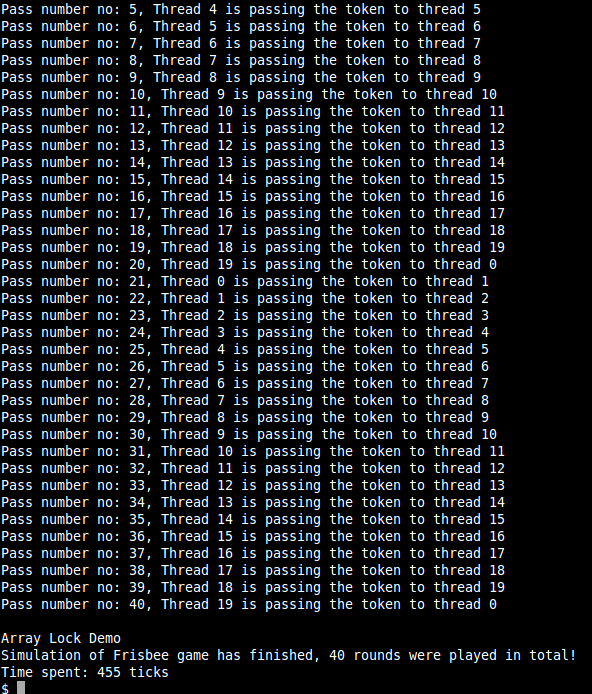 Pass number no: 5, Thread 4 is passing the token to thread 5
Pass number no: 6, Thread 5 is passing the token to thread 6
Pass number no: 7, Thread 6 is passing the token to thread 7
Pass number no: 8, Thread 7 is passing the token to thread 8
Pass number no: 9, Thread 8 is passing the token to thread 9
Pass number no: 10, Thread 9 is passing the token to thread 10
Pass number no: 11, Thread 10 is passing the token to thread 11
Pass number no: 12, Thread 11 is passing the token to thread 12
Pass number no: 13, Thread 12 is passing the token to thread 13
Pass number no: 14, Thread 13 is passing the token to thread 14
Pass number no: 15, Thread 14 is passing the token to thread 15
Pass number no: 16, Thread 15 is passing the token to thread 16
Pass number no: 17, Thread 16 is passing the token to thread 17
Pass number no: 18, Thread 17 is passing the token to thread 18
Pass number no: 19, Thread 18 is passing the token to thread 19
Pass number no: 20, Thread 19 is passing the token to thread 0
Pass number no: 21, Thread 0 is passing the token to thread 1
Pass number no: 22, Thread 1 is passing the token to thread 2
Pass number no: 23, Thread 2 is passing the token to thread 3
Pass number no: 24, Thread 3 is passing the token to thread 4
Pass number no: 25, Thread 4 is passing the token to thread 5
Pass number no: 26, Thread 5 is passing the token to thread 6
Pass number no: 27, Thread 6 is passing the token to thread 7
Pass number no: 28, Thread 7 is passing the token to thread 8
Pass number no: 29, Thread 8 is passing the token to thread 9
Pass number no: 30, Thread 9 is passing the token to thread 10
Pass number no: 31, Thread 10 is passing the token to thread 11
Pass number no: 32, Thread 11 is passing the token to thread 12
Pass number no: 33, Thread 12 is passing the token to thread 13
Pass number no: 34, Thread 13 is passing the token to thread 14
Pass number no: 35, Thread 14 is passing the token to thread 15
Pass number no: 36, Thread 15 is passing the token to thread 16
Pass number no: 37, Thread 16 is passing the token to thread 17
Pass number no: 38, Thread 17 is passing the token to thread 18
Pass number no: 39, Thread 18 is passing the token to thread 19
Pass number no: 40, Thread 19 is passing the token to thread 0

Array Lock Demo
Simulation of Frisbee game has finished, 40 rounds were played in total!
Time spent: 455 ticks
$